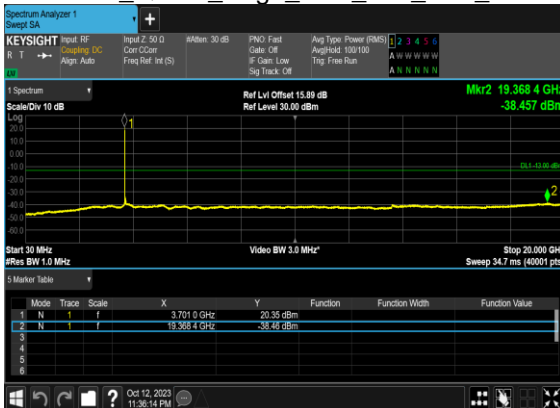 Spectrum Analyzer 1
Swept SA
+
KEYSIGHT Input: RF Input Z: 50 Ω #Atten: 30 dB PNO: Fast Avg Type: Power (RMS) 1 2 3 4 5 6
R T Coupling: DC Corr CCorr Gate: Off Avg|Hold: 100/100 A W W W W W
Align: Auto Freq Ref: Int (S) IF Gain: Low Trig: Free Run
Sig Track: Off A N N N N N
1 Spectrum Ref Lvl Offset 15.89 dB Mkr2 19.368 4 GHz
Scale/Div 10 dB Ref Level 30.00 dBm -38.457 dBm
Log
1
20.0
10.0
0.00
-10.0
DL1 -13.00 dBm
-20.0
-30.0
2
-40.0
-50.0
-60.0
Start 30 MHz Video BW 3.0 MHz* Stop 20.000 GHz
#Res BW 1.0 MHz Sweep 34.7 ms (40001 pts)
5 Marker Table
Mode Trace Scale X Y Function Function Width Function Value
1 N 1 f 3.701 0 GHz 20.35 dBm
2 N 1 f 19.368 4 GHz -38.46 dBm
3
4
5
6
? Oct 12, 2023
11:36:14 PM